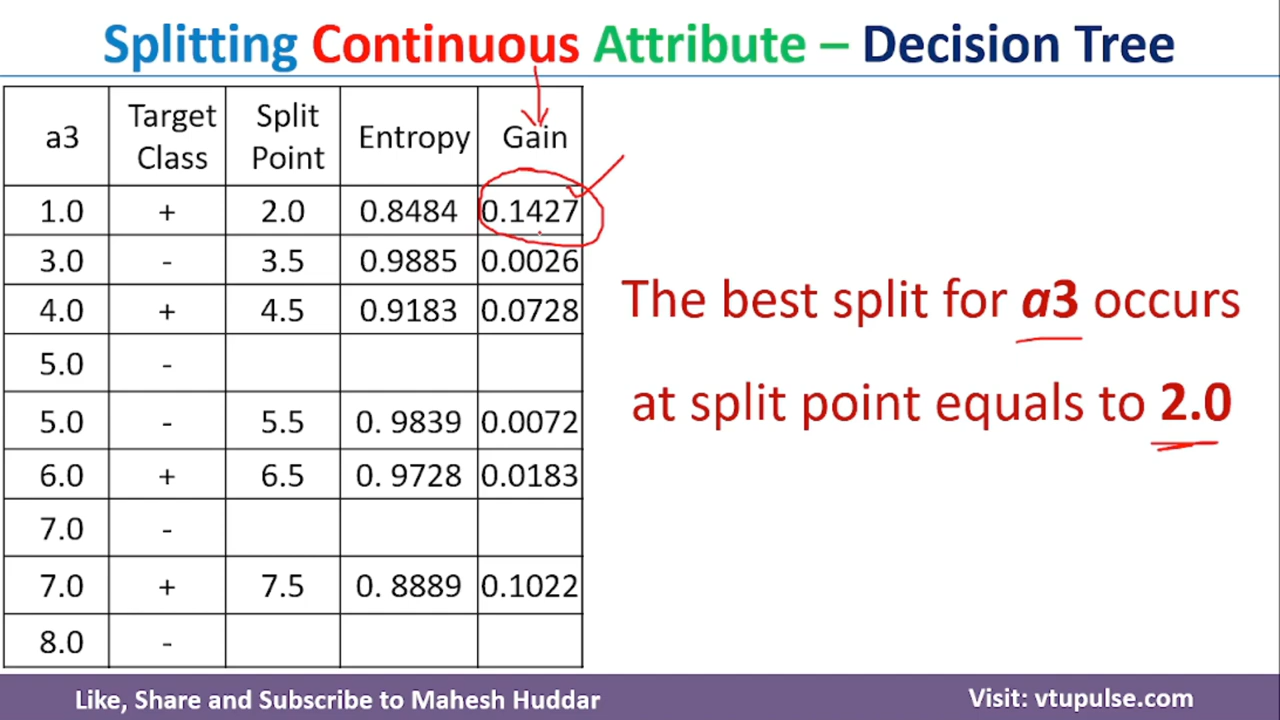 Splitting Continuous Attribute – Decision Tree
a3 Target Class Split Point Entropy Gain
1.0 + 2.0 0.8484 0.1427
3.0 - 3.5 0.9885 0.0026
4.0 + 4.5 0.9183 0.0728
5.0 -
5.0 - 5.5 0. 9839 0.0072
6.0 + 6.5 0. 9728 0.0183
7.0 -
7.0 + 7.5 0. 8889 0.1022
8.0 -
The best split for a3 occurs
at split point equals to 2.0
Like, Share and Subscribe to Mahesh Huddar
Visit: vtupulse.com